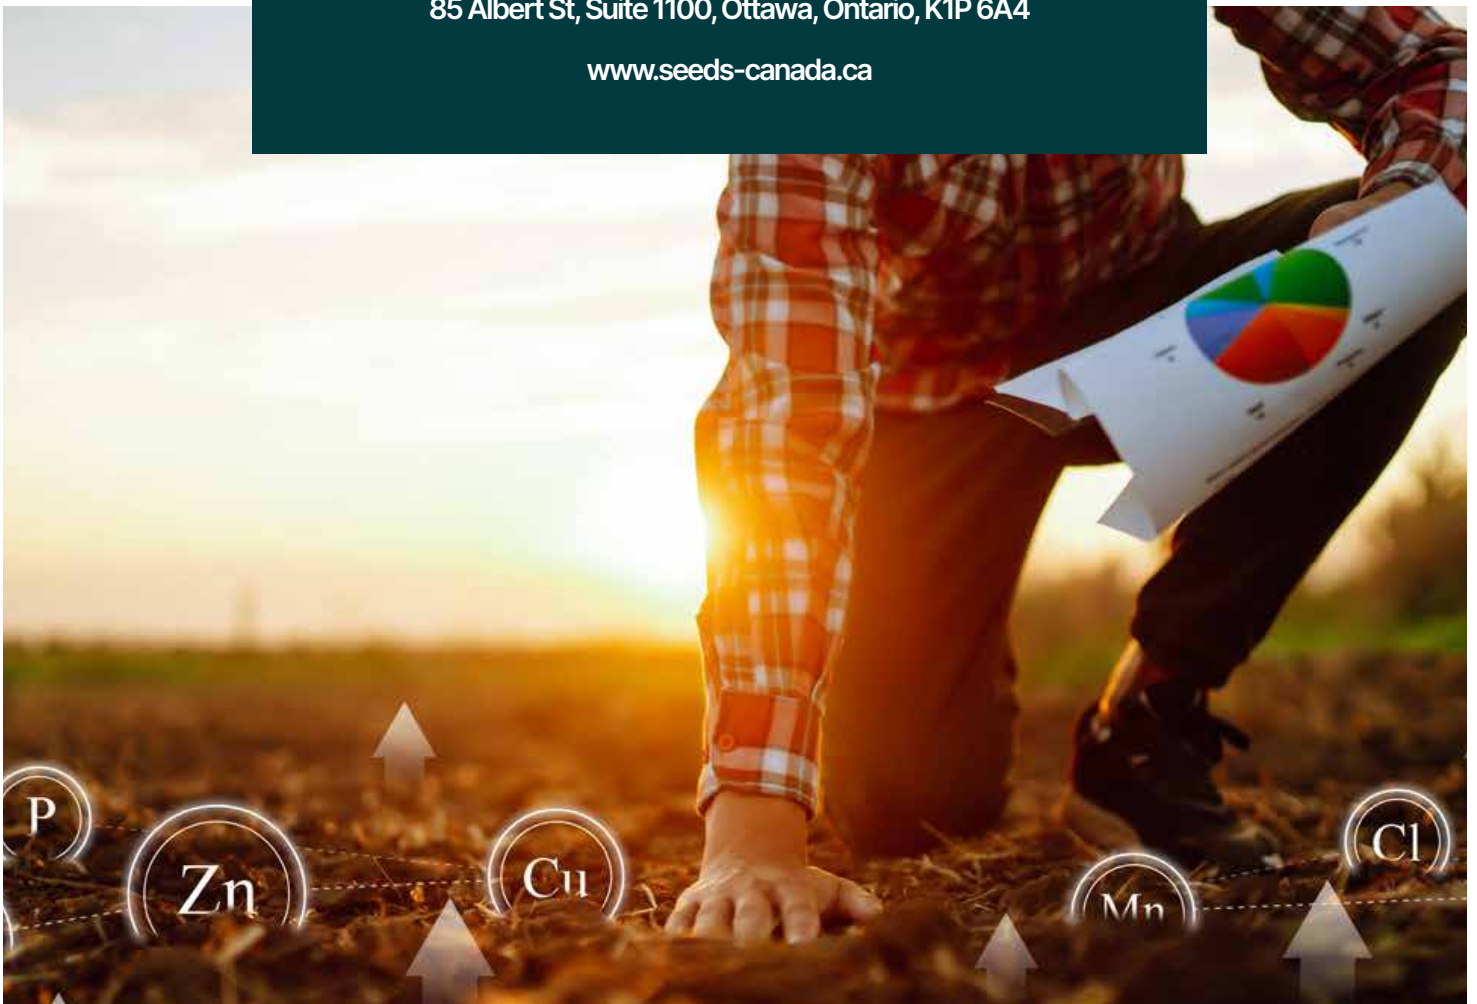 85 Albert St, Suite 1100, Ottawa, Ontario, K1P 6A4
www.seeds-canada.ca
P
Zn
Cu
Mn
Cl